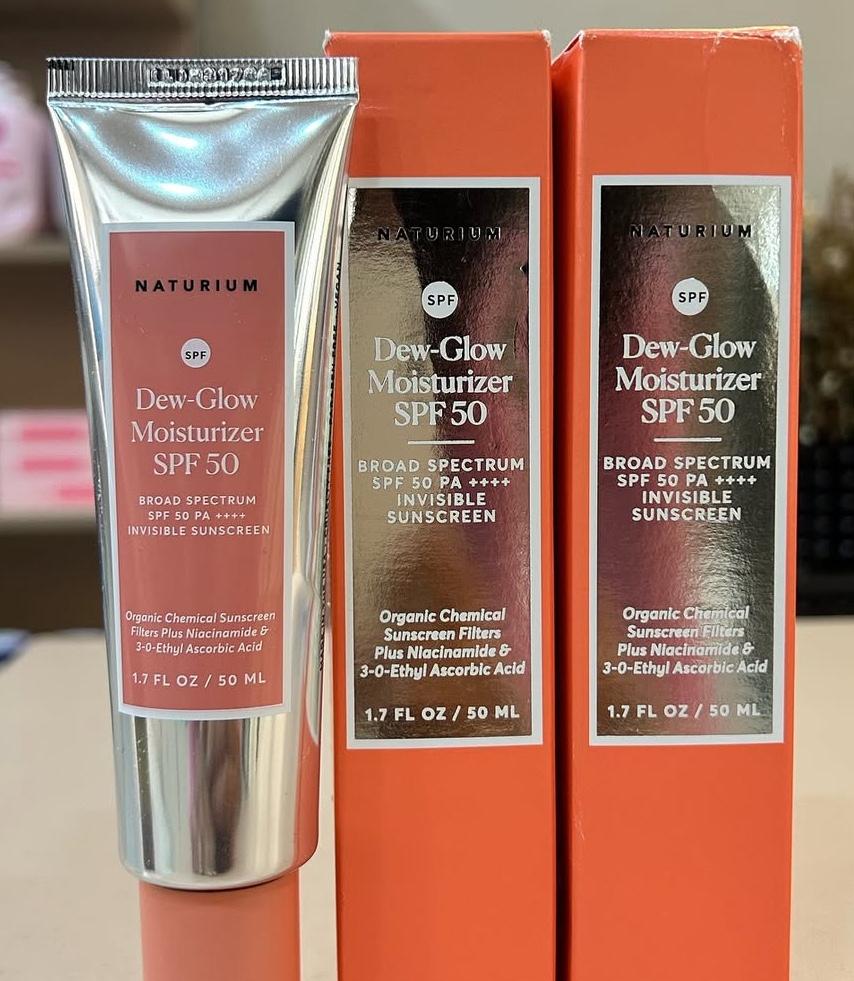 NATURIUM
SPF
Dew-Glow
Moisturizer
SPF 50
BROAD SPECTRUM
SPF 50 PA ++++
INVISIBLE SUNSCREEN
Organic Chemical Sunscreen
Filters Plus Niacinamide &
3-0-Ethyl Ascorbic Acid
1.7 FL OZ / 50 ML
NATURIUM
SPF
Dew-Glow
Moisturizer
SPF 50
BROAD SPECTRUM
SPF 50 PA ++++
INVISIBLE
SUNSCREEN
Organic Chemical
Sunscreen Filters
Plus Niacinamide &
3-0-Ethyl Ascorbic Acid
1.7 FL OZ / 50 ML
NATURIUM
SPF
Dew-Glow
Moisturizer
SPF 50
BROAD SPECTRUM
SPF 50 PA ++++
INVISIBLE
SUNSCREEN
Organic Chemical
Sunscreen Filters
Plus Niacinamide &
3-0-Ethyl Ascorbic Acid
1.7 FL OZ / 50 ML